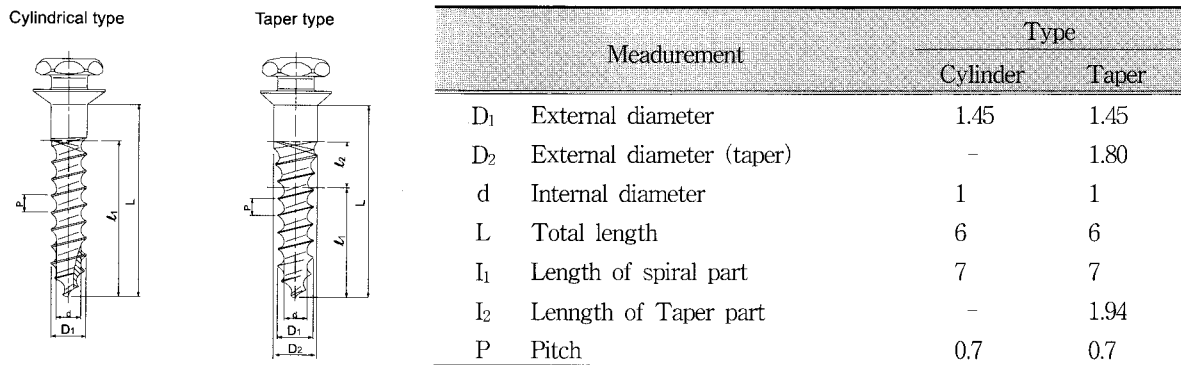 Cylindrical type
Taper type
P
ℓ₁
L
d
D₁
P
ℓ₂
ℓ₁
L
d
D₁
D₂
Meadurement Type
Cylinder Taper
D₁ External diameter 1.45 1.45
D₂ External diameter (taper) - 1.80
d Internal diameter 1 1
L Total length 6 6
I₁ Length of spiral part 7 7
I₂ Lenngth of Taper part - 1.94
P Pitch 0.7 0.7